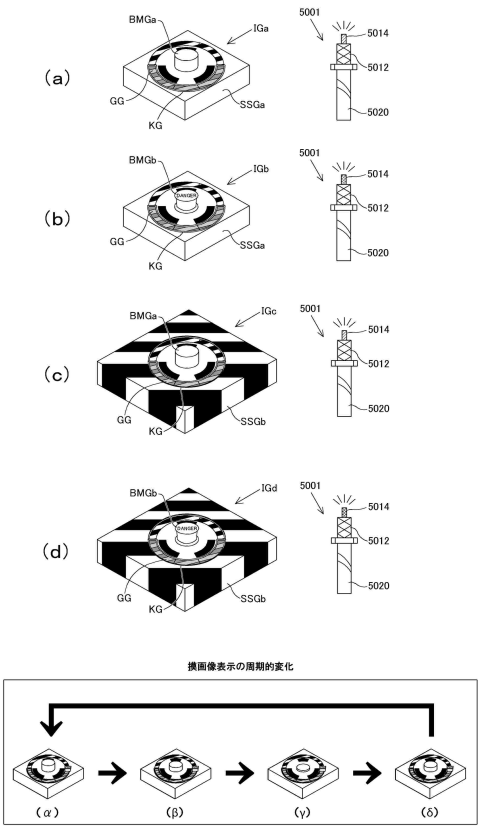 BMGa
IGa
(a)
GG
KG
SSGa
5001
5014
5012
5020
BMGb
IGb
DANGER
(b)
GG
KG
SSGa
5001
5014
5012
5020
BMGa
IGc
(c)
GG
KG
SSGb
5001
5014
5012
5020
BMGb
IGd
DANGER
(d)
GG
KG
SSGb
5001
5014
5012
5020
摸画像表示の周期的変化
(α)
(β)
(γ)
(δ)